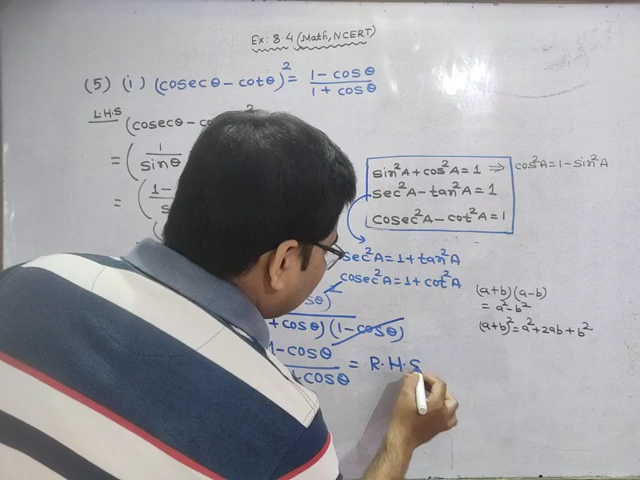 Ex: 8.4 (Math, NCERT)
(5) (i) (cosecθ - cotθ)² = 1 - cosθ / 1 + cosθ
L.H.S (cosecθ - co
= ( 1 / sinθ
= ( 1 -
sin²A + cos²A = 1 ⇒ cos²A = 1 - sin²A
sec²A - tan²A = 1
cosec²A - cot²A = 1
sec²A = 1 + tan²A
cosec²A = 1 + cot²A
(a+b)(a-b)
= a² - b²
(a+b)² = a² + 2ab + b²
cosθ) (1 - cosθ)
1 - cosθ / + cosθ = R.H.S